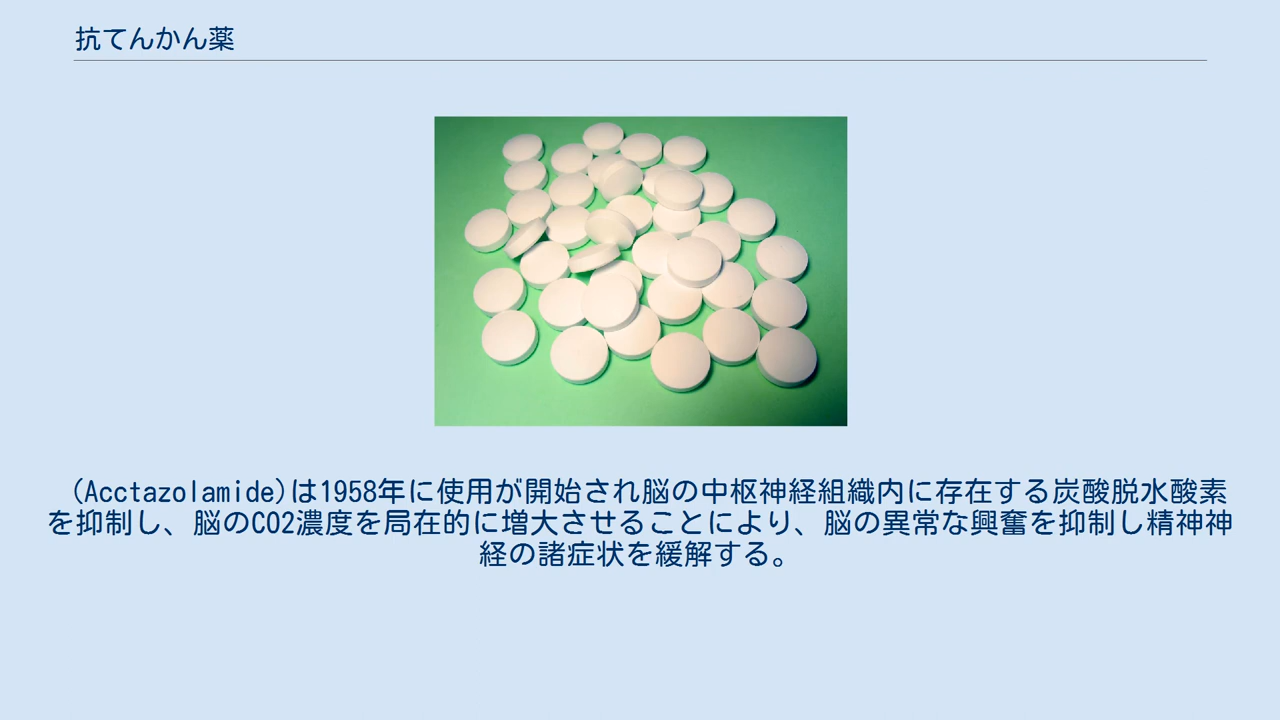 抗てんかん薬
(Acctazolamide)は1958年に使用が開始され脳の中枢神経組織内に存在する炭酸脱水酸素
を抑制し、脳のCO2濃度を局在的に増大させることにより、脳の異常な興奮を抑制し精神神
経の諸症状を緩解する。